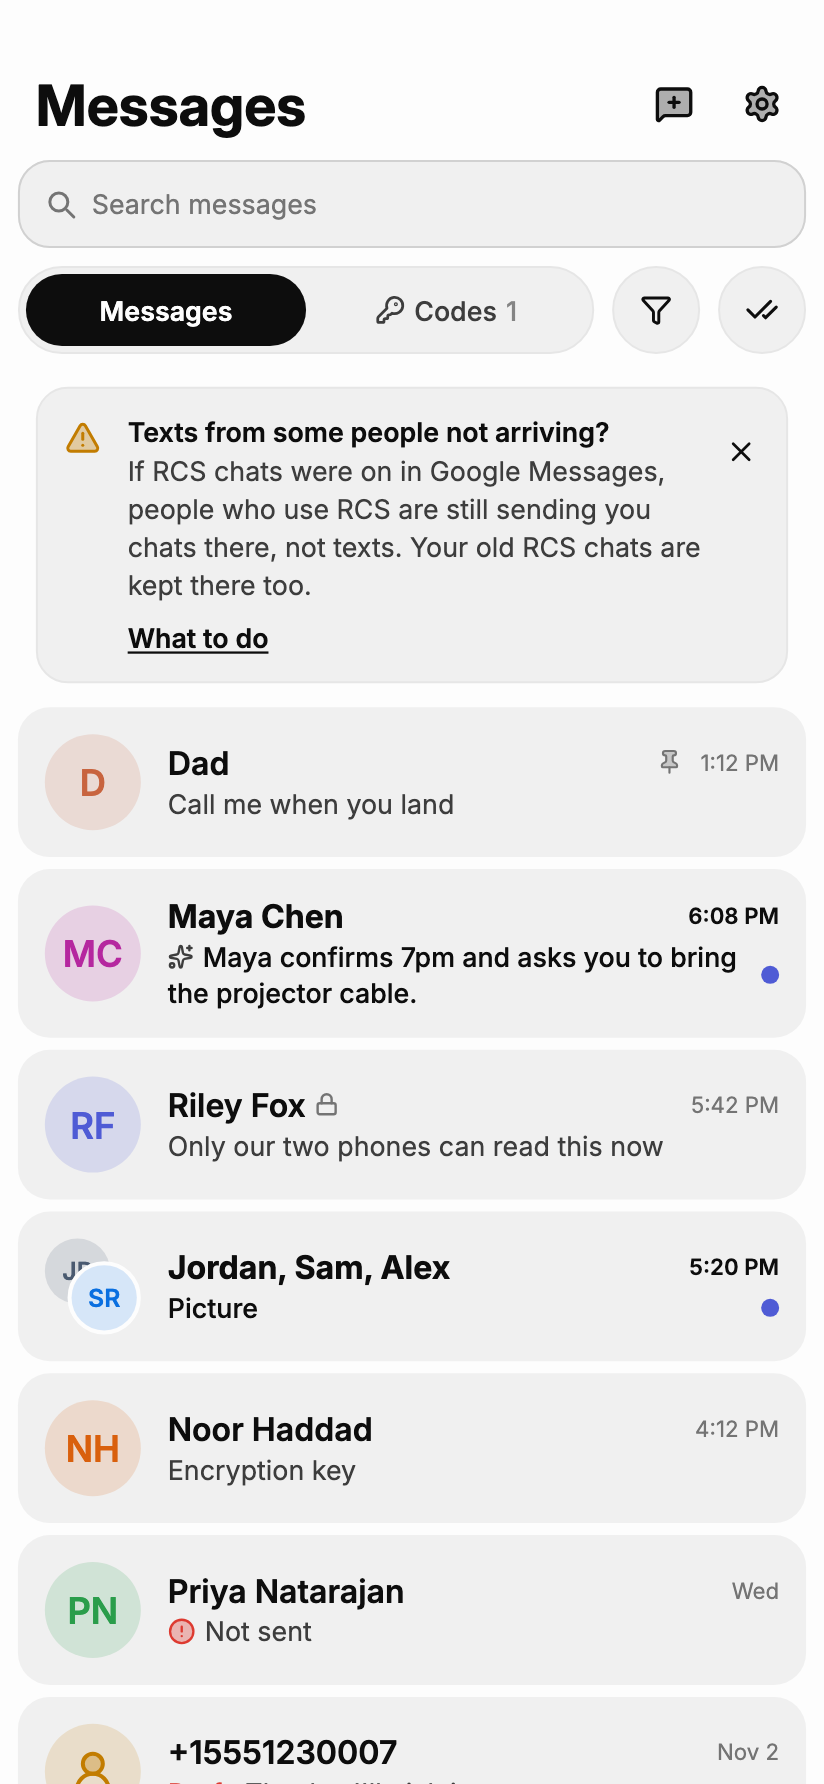 Messages
Search messages
Messages
Codes 1
Texts from some people not arriving?
If RCS chats were on in Google Messages,
people who use RCS are still sending you
chats there, not texts. Your old RCS chats are
kept there too.
What to do
D
Dad
1:12 PM
Call me when you land
MC
Maya Chen
6:08 PM
Maya confirms 7pm and asks you to bring
the projector cable.
RF
Riley Fox
5:42 PM
Only our two phones can read this now
SR
Jordan, Sam, Alex
5:20 PM
Picture
NH
Noor Haddad
4:12 PM
Encryption key
PN
Priya Natarajan
Wed
Not sent
+15551230007
Nov 2